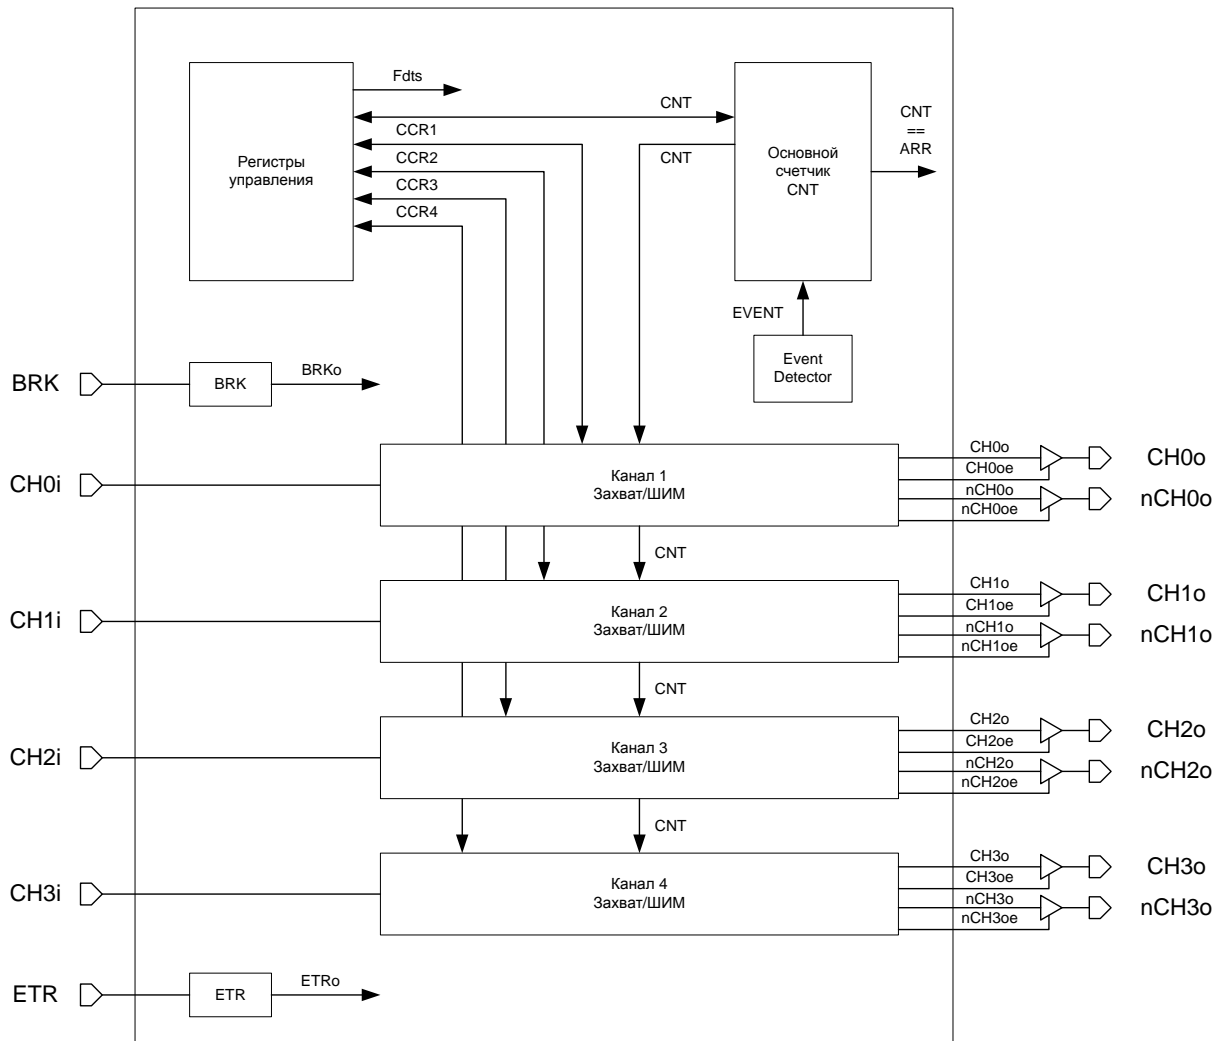 Fdts
CNT
CCR1
CCR2
CCR3
CCR4
CNT
CNT
==
ARR
Регистры
управления
Основной
счетчик
CNT
EVENT
Event
Detector
BRK
BRK
BRKo
CH0i
Канал 1
Захват/ШИМ
CH0o
CH0oe
nCH0o
nCH0oe
CH0o
nCH0o
CNT
CH1i
Канал 2
Захват/ШИМ
CH1o
CH1oe
nCH1o
nCH1oe
CH1o
nCH1o
CNT
CH2i
Канал 3
Захват/ШИМ
CH2o
CH2oe
nCH2o
nCH2oe
CH2o
nCH2o
CNT
CH3i
Канал 4
Захват/ШИМ
CH3o
CH3oe
nCH3o
nCH3oe
CH3o
nCH3o
ETR
ETR
ETRo